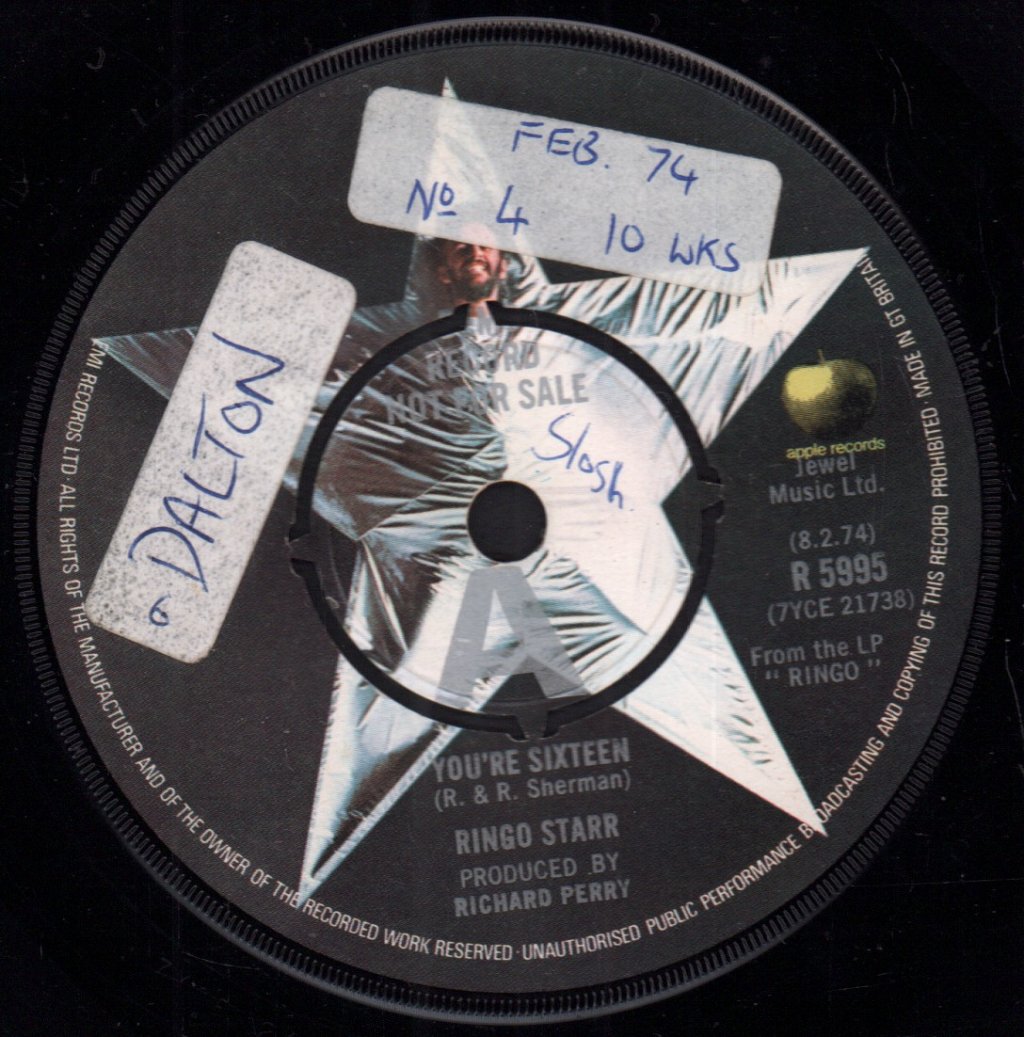 FEB. 74
Nº 4 10 WKS
DALTON
6
RECORD
NOT FOR SALE
Slosh
apple records
Jewel
Music Ltd.
(8.2.74)
R 5995
(7YCE 21738)
From the LP
" RINGO "
A
YOU'RE SIXTEEN
(R. & R. Sherman)
RINGO STARR
PRODUCED BY
RICHARD PERRY
EMI RECORDS LTD · ALL RIGHTS OF THE MANUFACTURER AND OF THE OWNER OF THE RECORDED WORK RESERVED · UNAUTHORISED PUBLIC PERFORMANCE BROADCASTING AND COPYING OF THIS RECORD PROHIBITED. MADE IN GT BRITAI